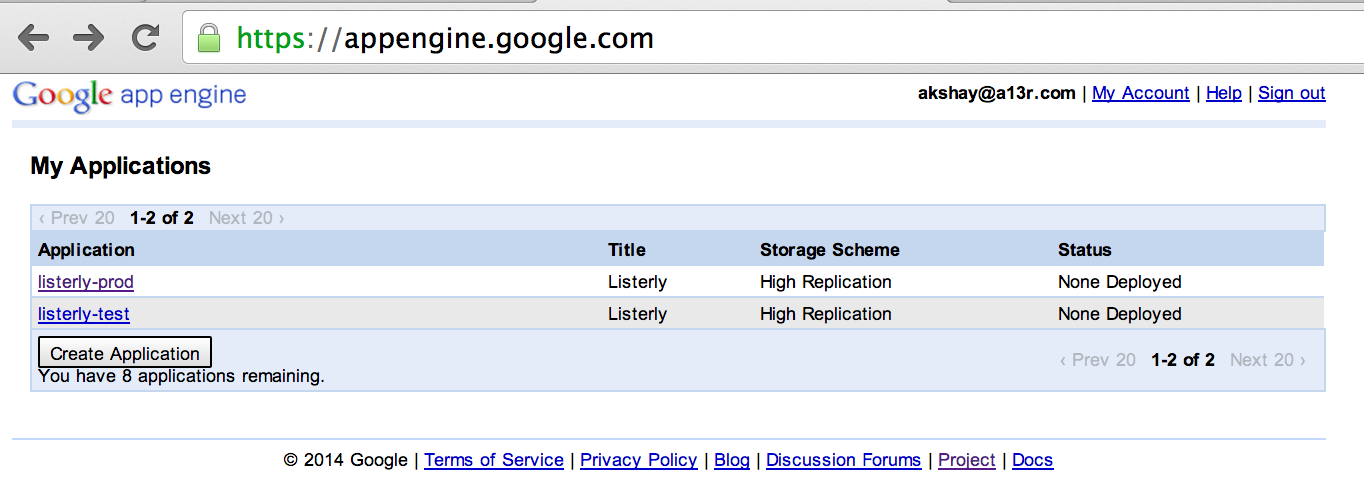 https://appengine.google.com
Google app engine
akshay@a13r.com | My Account | Help | Sign out
My Applications
‹ Prev 20 1-2 of 2 Next 20 ›
Application Title Storage Scheme Status
listerly-prod Listerly High Replication None Deployed
listerly-test Listerly High Replication None Deployed
Create Application
You have 8 applications remaining.
‹ Prev 20 1-2 of 2 Next 20 ›
© 2014 Google | Terms of Service | Privacy Policy | Blog | Discussion Forums | Project | Docs